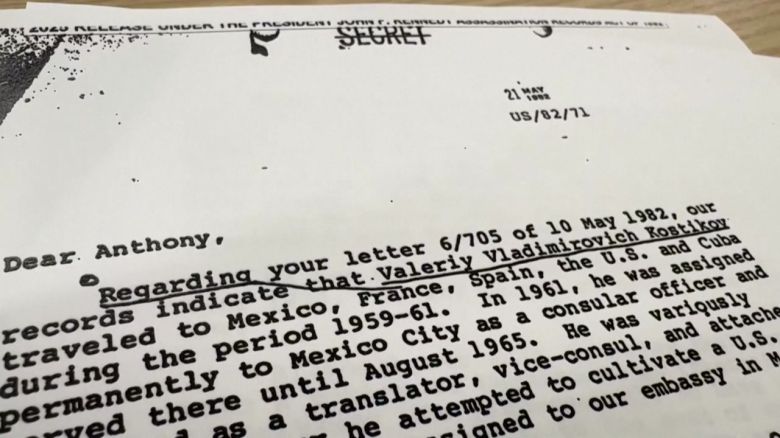 2025 RELEASE UNDER THE PRESIDENT JOHN F. KENNEDY ASSASSINATION RECORDS ACT OF 1992
SECRET
21 MAY 1982
US/82/71
Dear Anthony,
Regarding your letter 6/705 of 10 May 1982, our
records indicate that Valeriy Vladimirovich Kostikov
traveled to Mexico, France, Spain, the U.S. and Cuba
during the period 1959-61. In 1961, he was assigned
permanently to Mexico City as a consular officer and
served there until August 1965. He was variously
as a translator, vice-consul, and attache
he attempted to cultivate a U.S.
signed to our embassy in